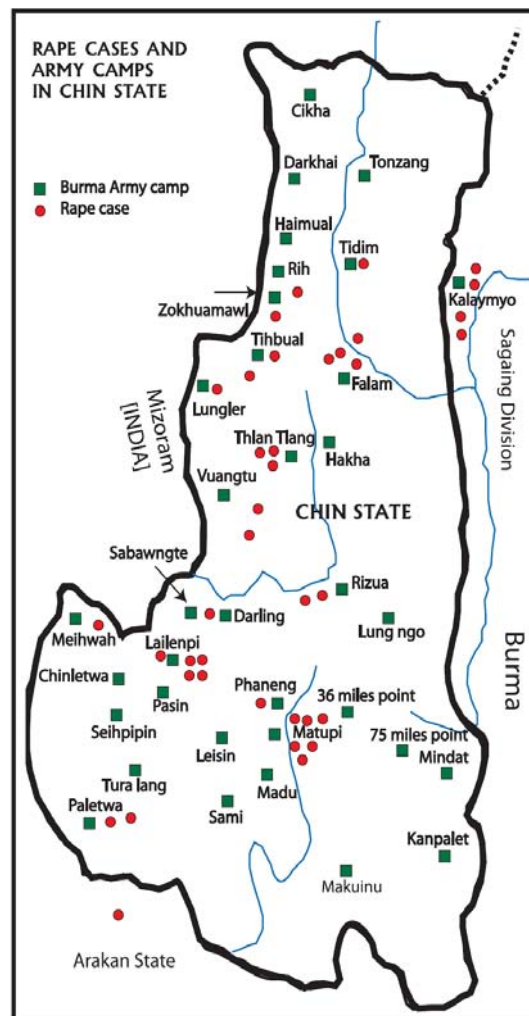 RAPE CASES AND
ARMY CAMPS
IN CHIN STATE
Burma Army camp
Rape case
Cikha
Darkhai
Tonzang
Haimual
Tidim
Rih
Kalaymyo
Zokhuamawl
Tihbual
Sagaing Division
Falam
Lungler
Mizoram
[INDIA]
Thlan Tlang
Hakha
Vuangtu
CHIN STATE
Sabawngte
Rizua
Darling
Lung ngo
Meihwah
Lailenpi
Burma
Chinletwa
Phaneng
36 miles point
Pasin
Seihpipin
Matupi
75 miles point
Leisin
Mindat
Tura lang
Madu
Paletwa
Sami
Kanpalet
Makuinu
Arakan State